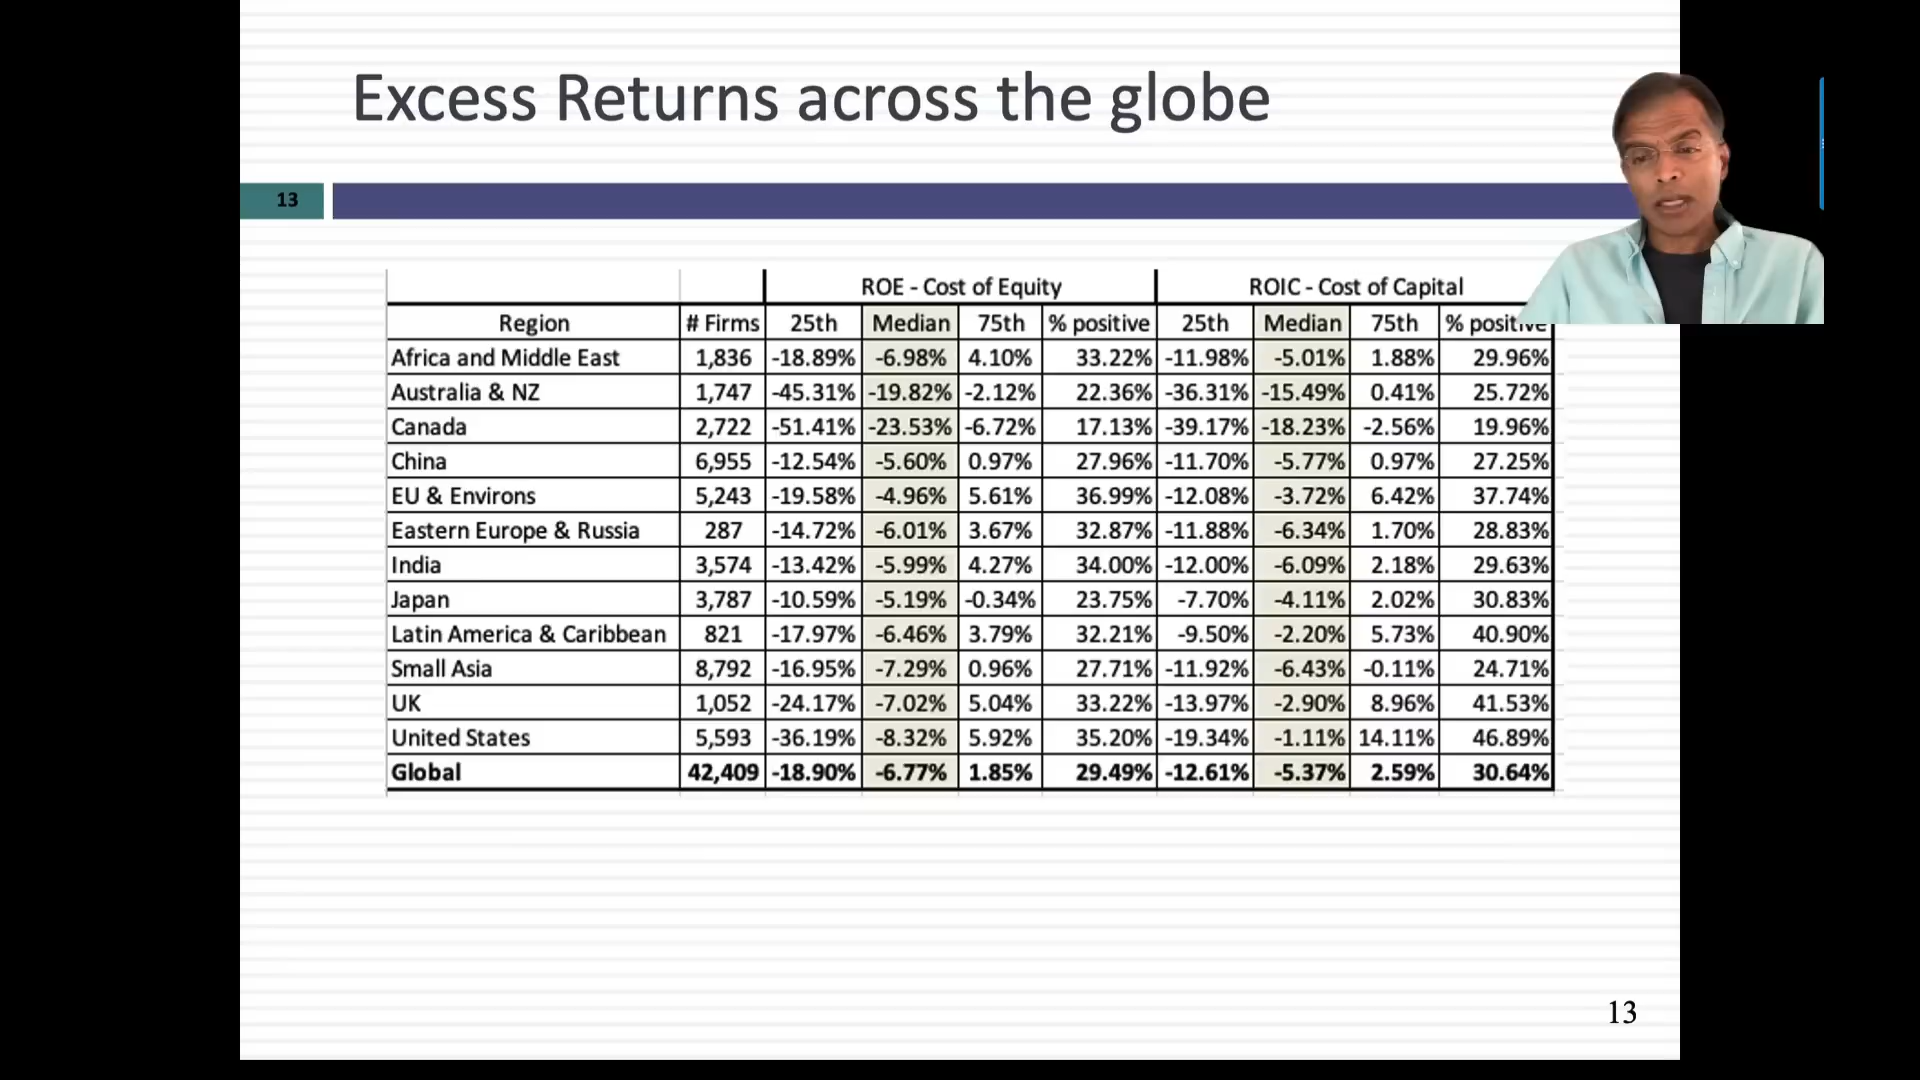 Excess Returns across the globe
13
ROE - Cost of Equity ROIC - Cost of Capital
Region # Firms 25th Median 75th % positive 25th Median 75th % positive
Africa and Middle East 1,836 -18.89% -6.98% 4.10% 33.22% -11.98% -5.01% 1.88% 29.96%
Australia & NZ 1,747 -45.31% -19.82% -2.12% 22.36% -36.31% -15.49% 0.41% 25.72%
Canada 2,722 -51.41% -23.53% -6.72% 17.13% -39.17% -18.23% -2.56% 19.96%
China 6,955 -12.54% -5.60% 0.97% 27.96% -11.70% -5.77% 0.97% 27.25%
EU & Environs 5,243 -19.58% -4.96% 5.61% 36.99% -12.08% -3.72% 6.42% 37.74%
Eastern Europe & Russia 287 -14.72% -6.01% 3.67% 32.87% -11.88% -6.34% 1.70% 28.83%
India 3,574 -13.42% -5.99% 4.27% 34.00% -12.00% -6.09% 2.18% 29.63%
Japan 3,787 -10.59% -5.19% -0.34% 23.75% -7.70% -4.11% 2.02% 30.83%
Latin America & Caribbean 821 -17.97% -6.46% 3.79% 32.21% -9.50% -2.20% 5.73% 40.90%
Small Asia 8,792 -16.95% -7.29% 0.96% 27.71% -11.92% -6.43% -0.11% 24.71%
UK 1,052 -24.17% -7.02% 5.04% 33.22% -13.97% -2.90% 8.96% 41.53%
United States 5,593 -36.19% -8.32% 5.92% 35.20% -19.34% -1.11% 14.11% 46.89%
Global 42,409 -18.90% -6.77% 1.85% 29.49% -12.61% -5.37% 2.59% 30.64%
13